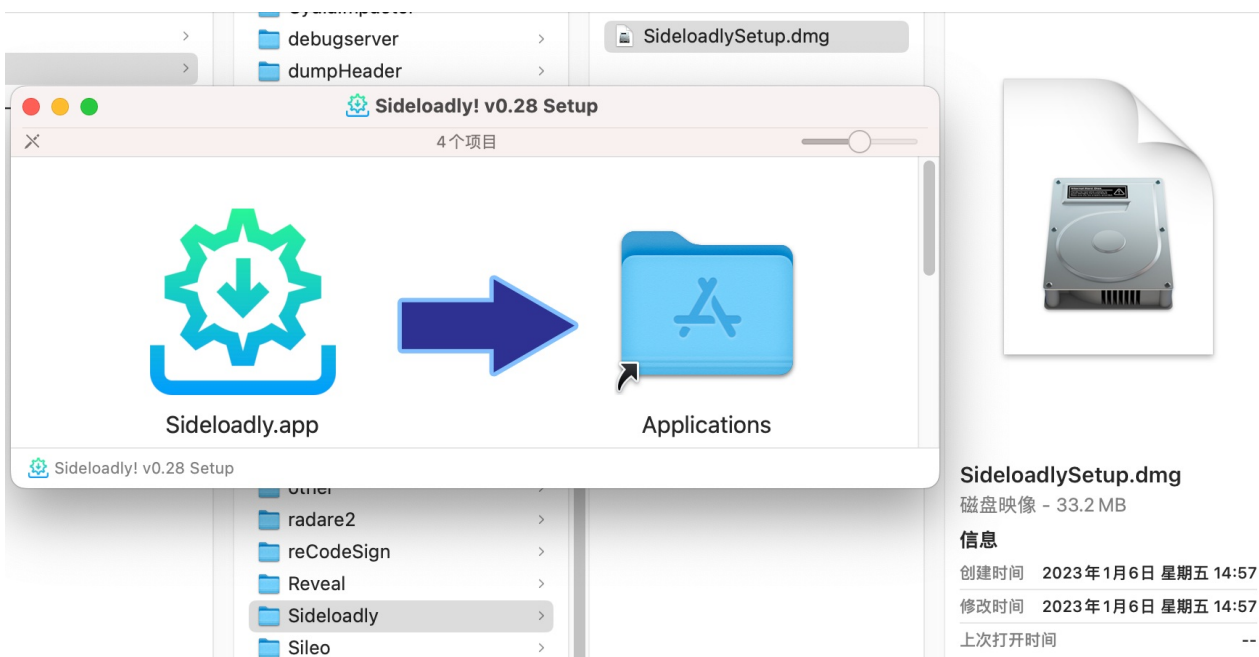 debugserver
dumpHeader
SideloadlySetup.dmg
Sideloadly! v0.28 Setup
4个项目
Sideloadly.app
Applications
Sideloadly! v0.28 Setup
other
radare2
reCodeSign
Reveal
Sideloadly
Sileo
SideloadlySetup.dmg
磁盘映像 - 33.2 MB
信息
创建时间 2023年1月6日 星期五 14:57
修改时间 2023年1月6日 星期五 14:57
上次打开时间 --